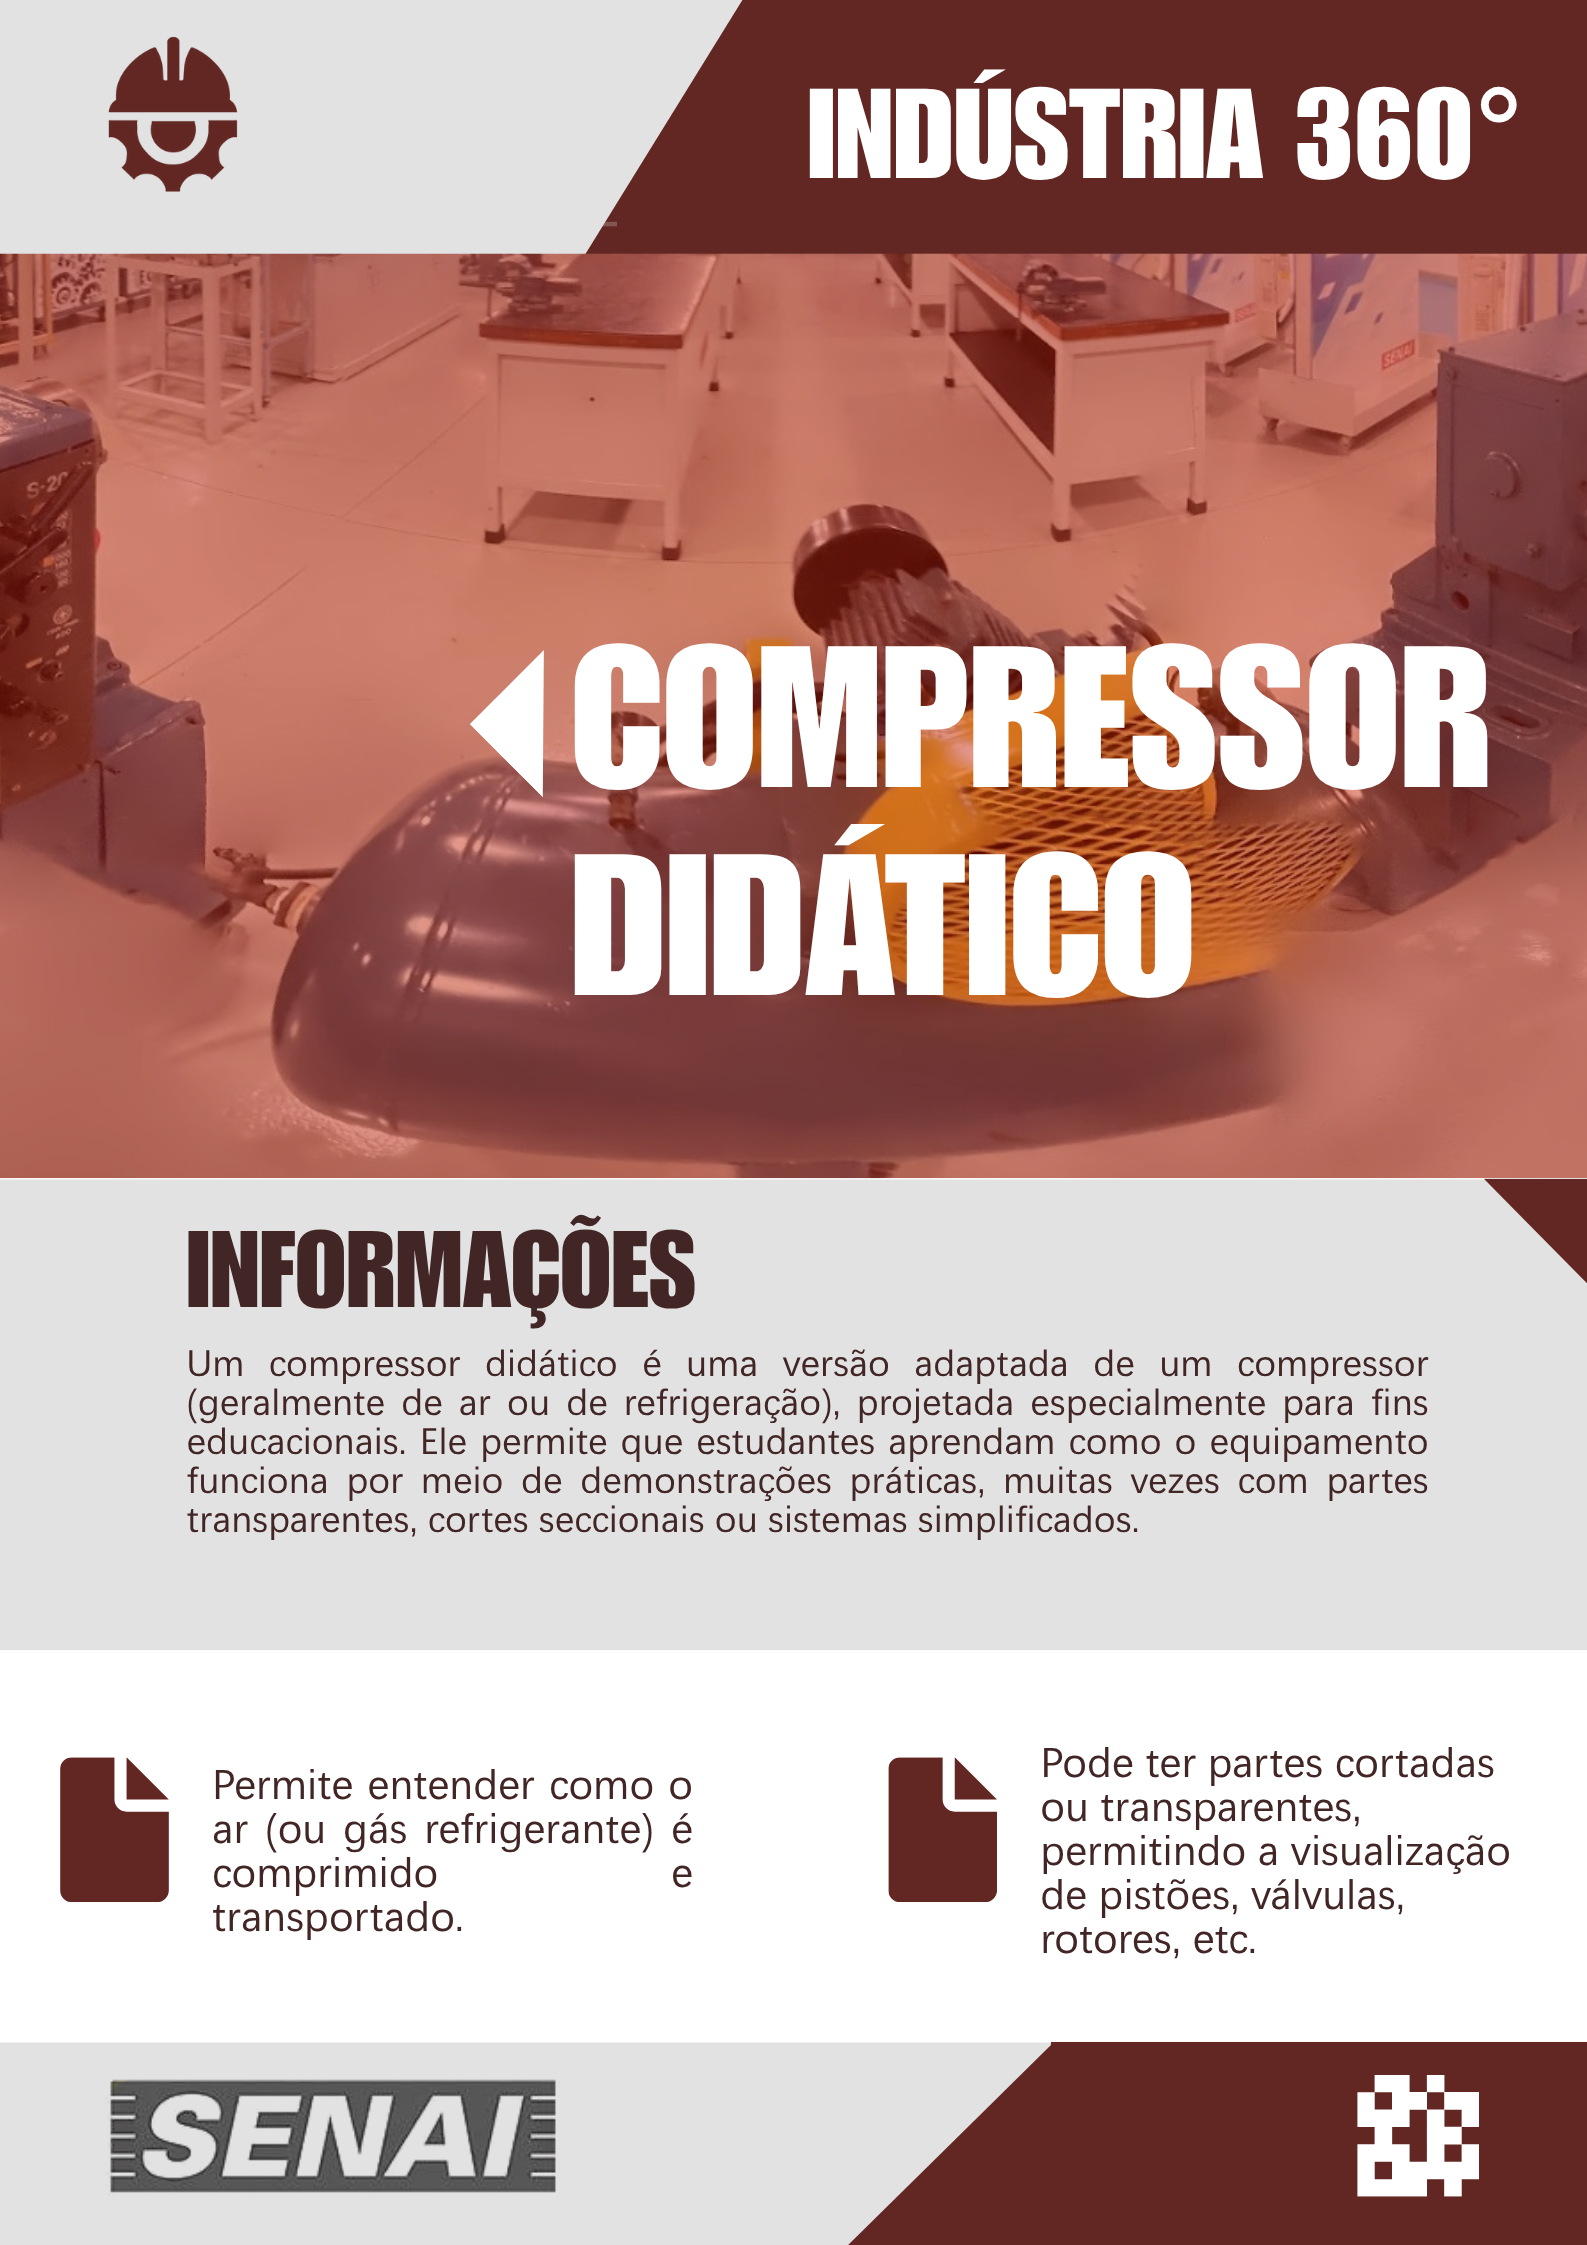 INDÚSTRIA 360°
SENAI
S-20
COMPRESSOR
DIDÁTICO
INFORMAÇÕES
Um compressor didático é uma versão adaptada de um compressor
(geralmente de ar ou de refrigeração), projetada especialmente para fins
educacionais. Ele permite que estudantes aprendam como o equipamento
funciona por meio de demonstrações práticas, muitas vezes com partes
transparentes, cortes seccionais ou sistemas simplificados.
Permite entender como o
ar (ou gás refrigerante) é
comprimido e
transportado.
Pode ter partes cortadas
ou transparentes,
permitindo a visualização
de pistões, válvulas,
rotores, etc.
SENAI